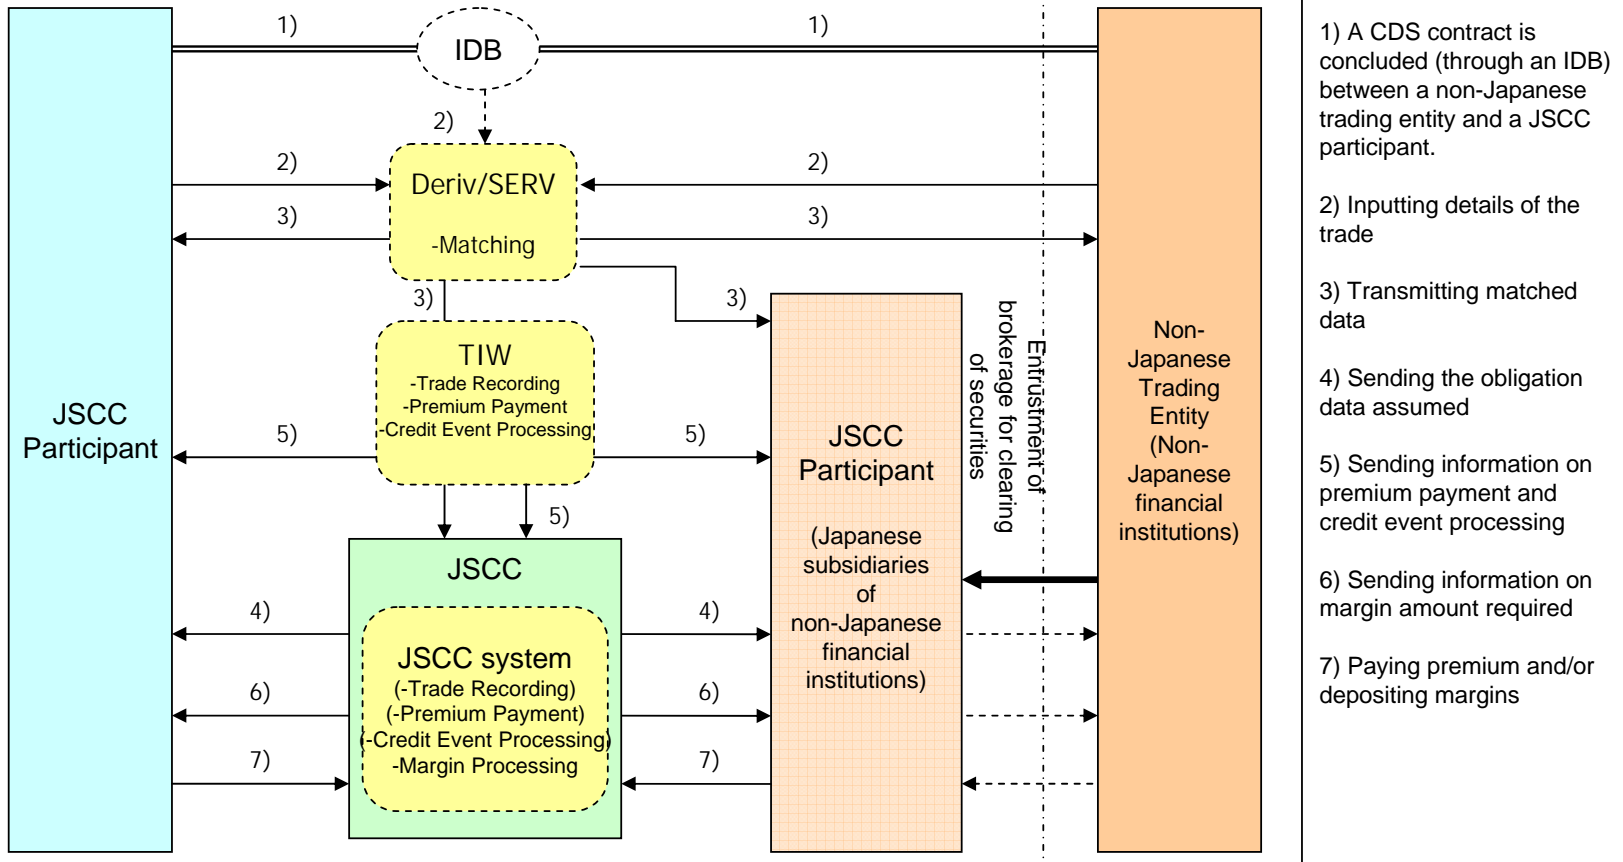 1)
IDB
1)
2)
2)
Deriv/SERV
2)
3)
-Matching
3)
3)
3)
TIW
-Trade Recording
-Premium Payment
-Credit Event Processing
5)
5)
5)
JSCC
Participant
JSCC
4)
4)
JSCC system
(-Trade Recording)
(-Premium Payment)
(-Credit Event Processing)
-Margin Processing
6)
6)
7)
7)
JSCC
Participant
(Japanese
subsidiaries
of
non-Japanese
financial
institutions)
Entrustment of
brokerage for clearing
of securities
Non-
Japanese
Trading
Entity
(Non-
Japanese
financial
institutions)
1) A CDS contract is
concluded (through an IDB)
between a non-Japanese
trading entity and a JSCC
participant.
2) Inputting details of the
trade
3) Transmitting matched
data
4) Sending the obligation
data assumed
5) Sending information on
premium payment and
credit event processing
6) Sending information on
margin amount required
7) Paying premium and/or
depositing margins